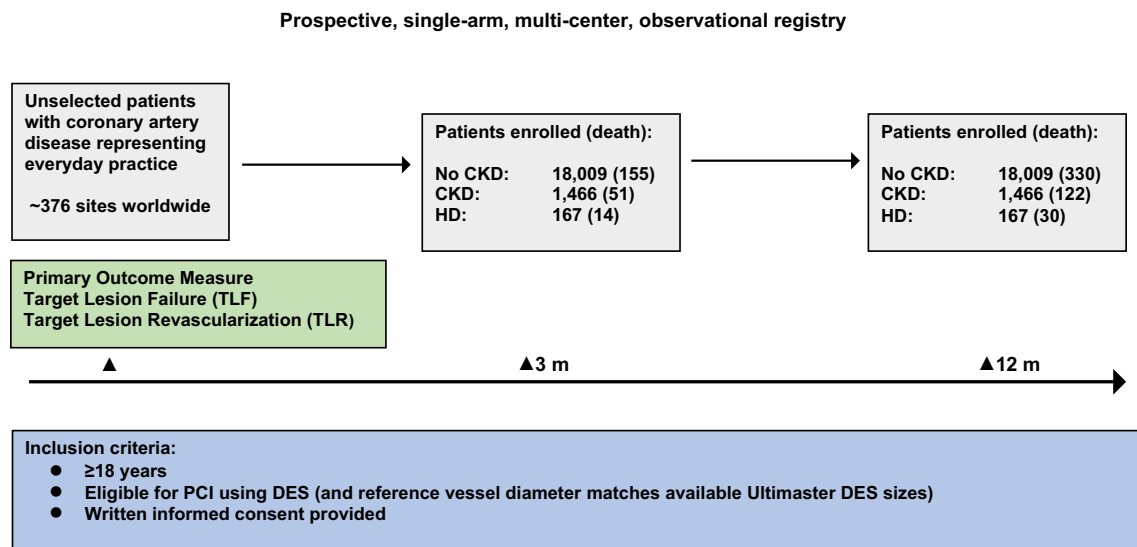 Prospective, single-arm, multi-center, observational registry
Unselected patients
with coronary artery
disease representing
everyday practice
~376 sites worldwide
Patients enrolled (death):
No CKD: 18,009 (155)
CKD: 1,466 (51)
HD: 167 (14)
Patients enrolled (death):
No CKD: 18,009 (330)
CKD: 1,466 (122)
HD: 167 (30)
Primary Outcome Measure
Target Lesion Failure (TLF)
Target Lesion Revascularization (TLR)
▲ ▲3 m ▲12 m
Inclusion criteria:
● ≥18 years
● Eligible for PCI using DES (and reference vessel diameter matches available Ultimaster DES sizes)
● Written informed consent provided